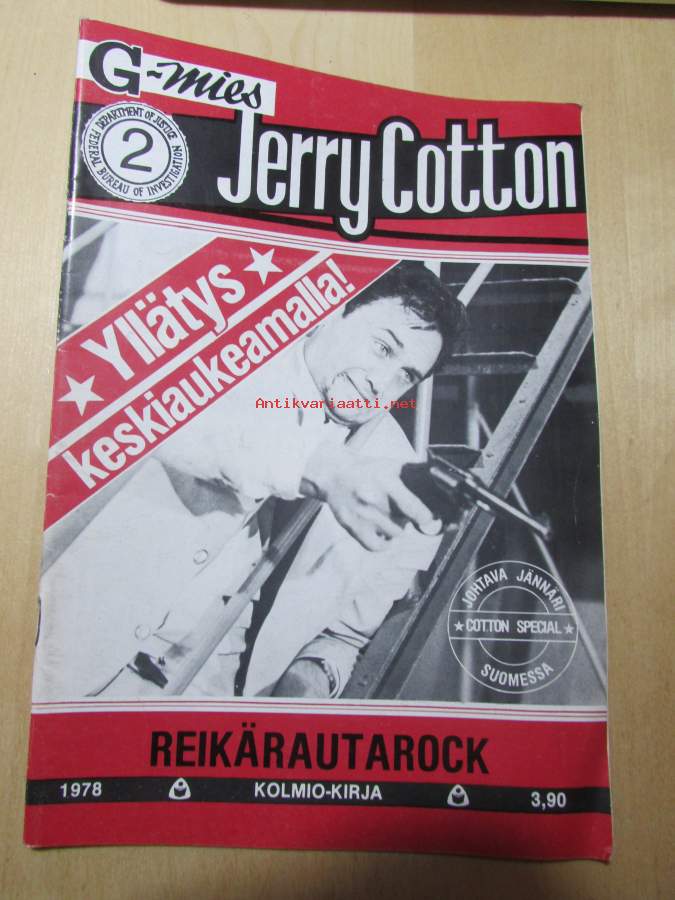 G-mies
Jerry Cotton
DEPARTMENT OF JUSTICE
FEDERAL BUREAU OF INVESTIGATION
2
★ Yllätys ★
keskiaukeamalla!
Antikvariaatti.net
JOHTAVA JÄNNÄRI
★ COTTON SPECIAL ★
SUOMESSA
REIKÄRAUTAROCK
1978 KOLMIO-KIRJA 3,90